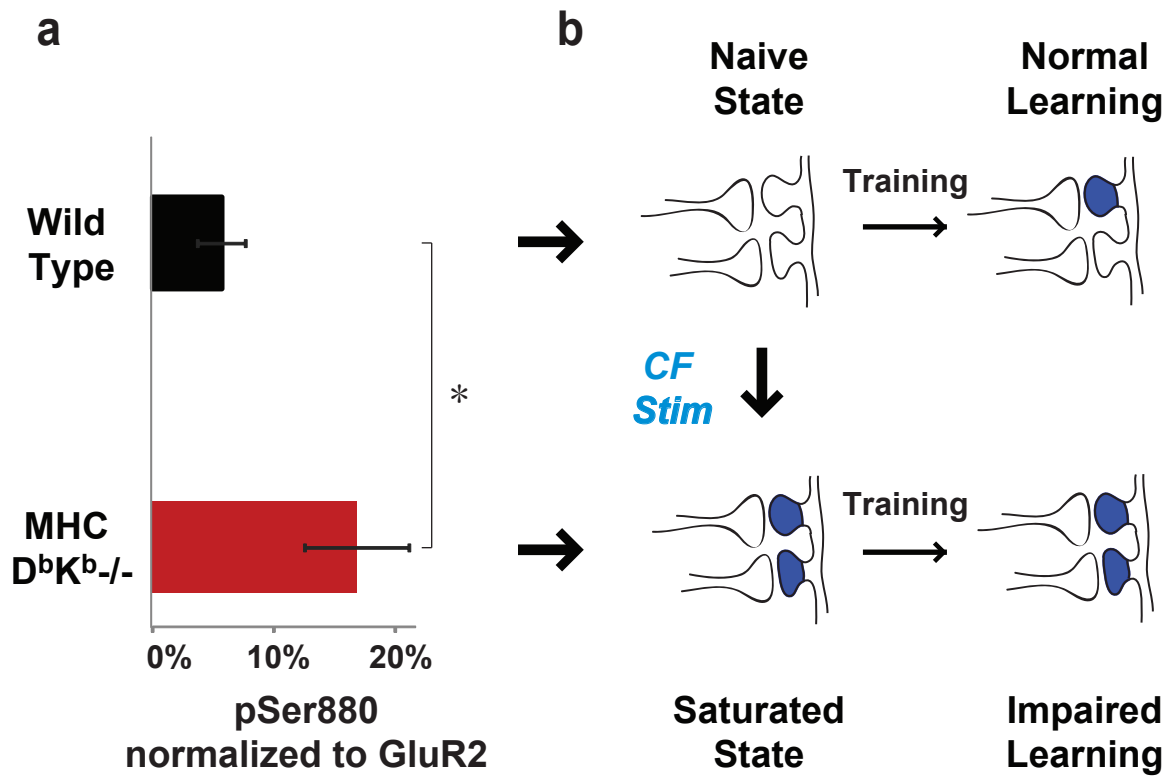 a
Wild
Type
*
MHC
DᵇKᵇ-/-
0%
10%
20%
pSer880
normalized to GluR2
b
Naive
State
Normal
Learning
Training
CF
Stim
Training
Saturated
State
Impaired
Learning